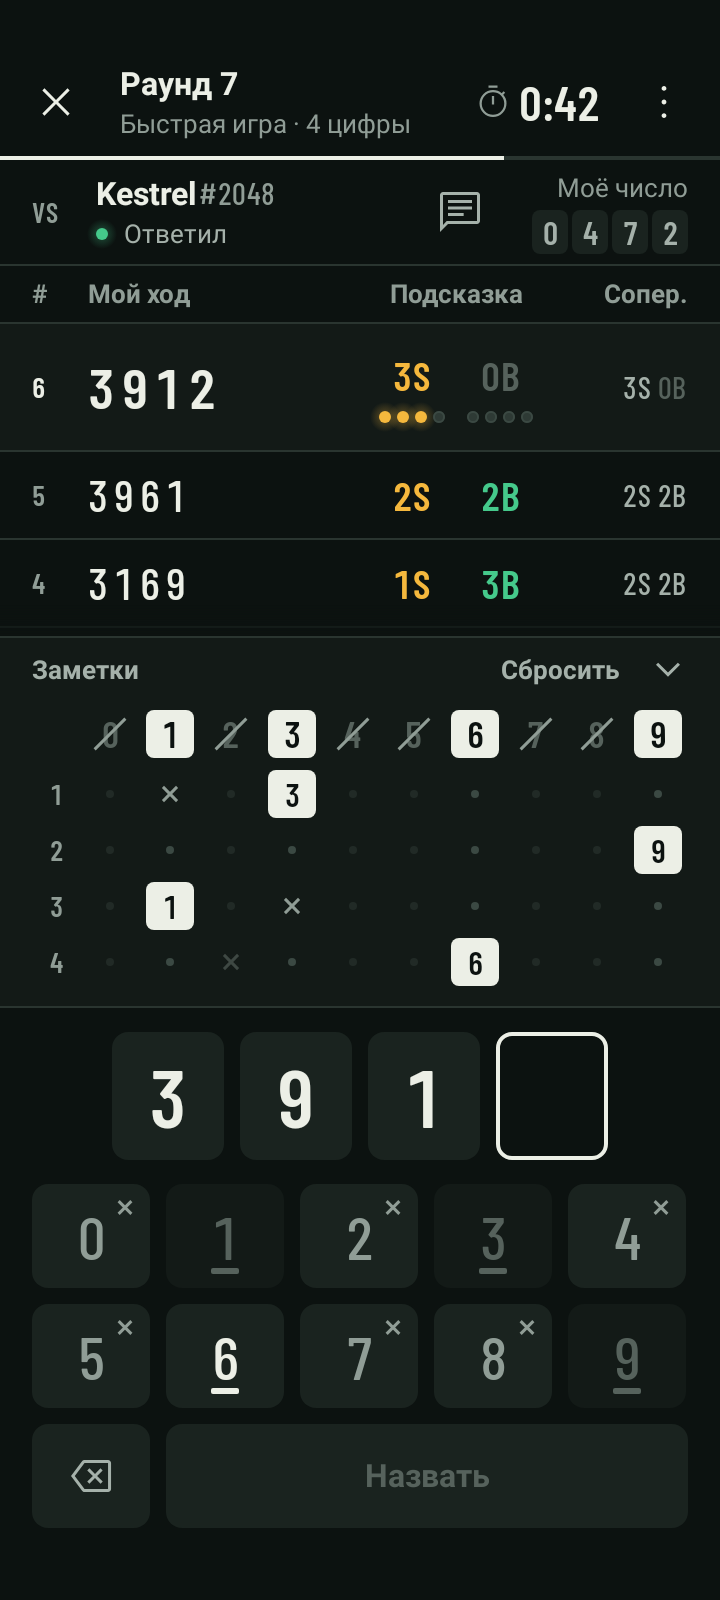 Раунд 7
Быстрая игра · 4 цифры
0:42
VS
Kestrel#2048
Ответил
Моё число
0 4 7 2
# Мой ход Подсказка Сопер.
6 3912 3S 0B 3S 0B
5 3961 2S 2B 2S 2B
4 3169 1S 3B 2S 2B
Заметки Сбросить
0 1 2 3 4 5 6 7 8 9
1 × 3
2 9
3 1 ×
4 × 6
3 9 1
0 × 1 2 × 3 4 ×
5 × 6 7 × 8 × 9
Назвать